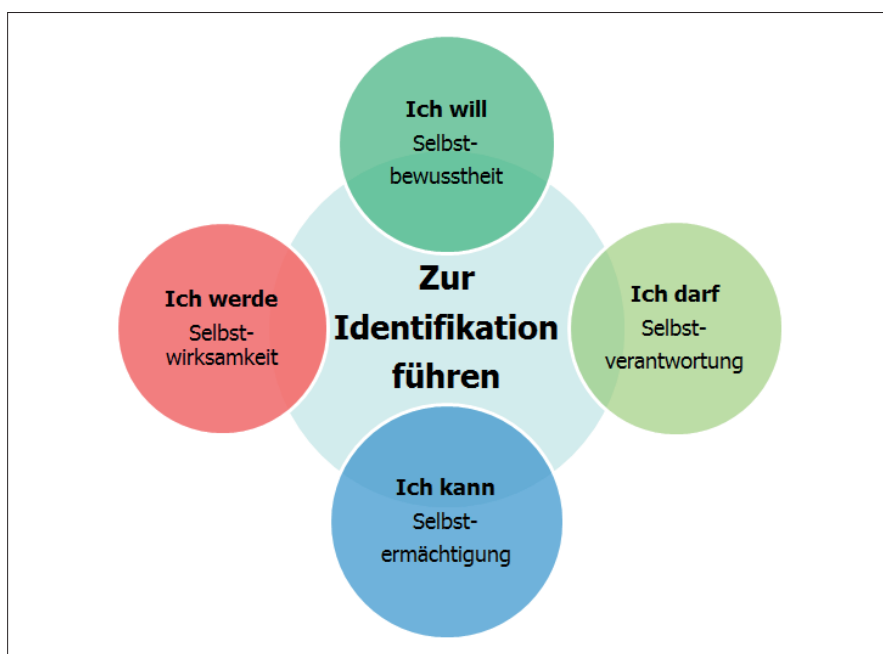 Ich will
Selbst-
bewusstheit
Zur
Identifikation
führen
Ich werde
Selbst-
wirksamkeit
Ich darf
Selbst-
verantwortung
Ich kann
Selbst-
ermächtigung